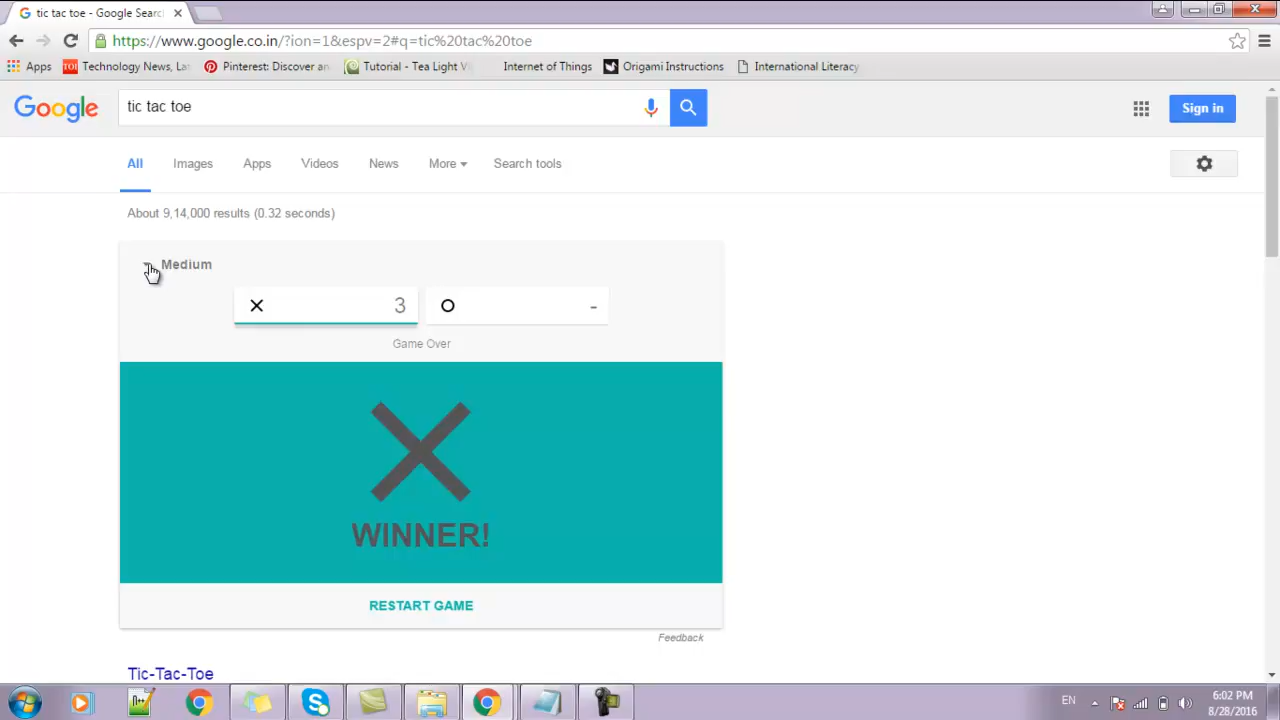 tic tac toe - Google Searc
https://www.google.co.in/?ion=1&espv=2#q=tic%20tac%20toe
Apps TOI Technology News, La Pinterest: Discover an Tutorial - Tea Light V Internet of Things Origami Instructions International Literacy
Google tic tac toe Sign in
All Images Apps Videos News More Search tools
About 9,14,000 results (0.32 seconds)
Medium
3 -
Game Over
WINNER!
RESTART GAME
Feedback
Tic-Tac-Toe
EN 6:02 PM
8/28/2016